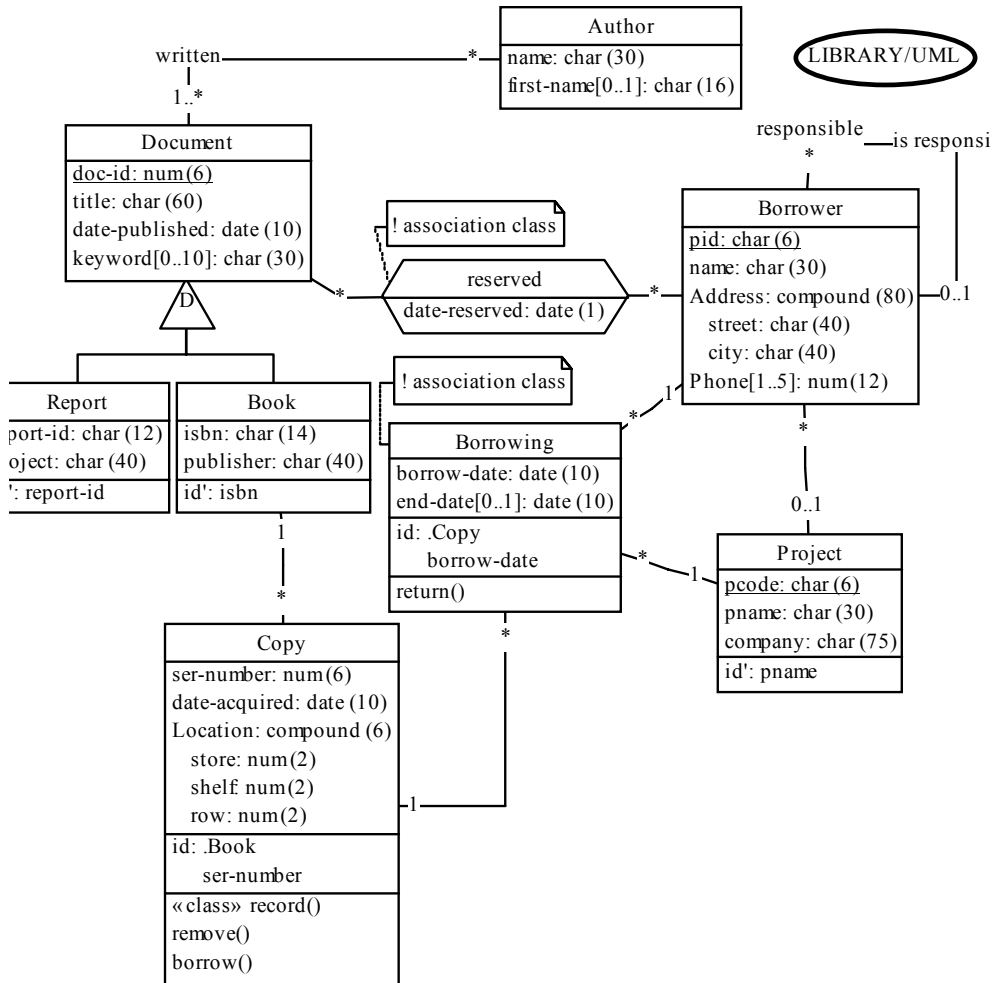 Author
name: char (30)
first-name[0..1]: char (16)
LIBRARY/UML
written
*
1..*
Document
doc-id: num(6)
title: char (60)
date-published: date (10)
keyword[0..10]: char (30)
responsible
is responsi
*
Borrower
pid: char (6)
name: char (30)
Address: compound (80)
street: char (40)
city: char (40)
Phone[1..5]: num(12)
0..1
! association class
reserved
date-reserved: date (1)
*
*
D
! association class
Report
port-id: char (12)
oject: char (40)
': report-id
Book
isbn: char (14)
publisher: char (40)
id': isbn
Borrowing
borrow-date: date (10)
end-date[0..1]: date (10)
id: .Copy
borrow-date
return()
*
1
*
0..1
*
1
Project
pcode: char (6)
pname: char (30)
company: char (75)
id': pname
1
*
*
Copy
ser-number: num(6)
date-acquired: date (10)
Location: compound (6)
store: num(2)
shelf: num(2)
row: num(2)
1
id: .Book
ser-number
«class» record()
remove()
borrow()